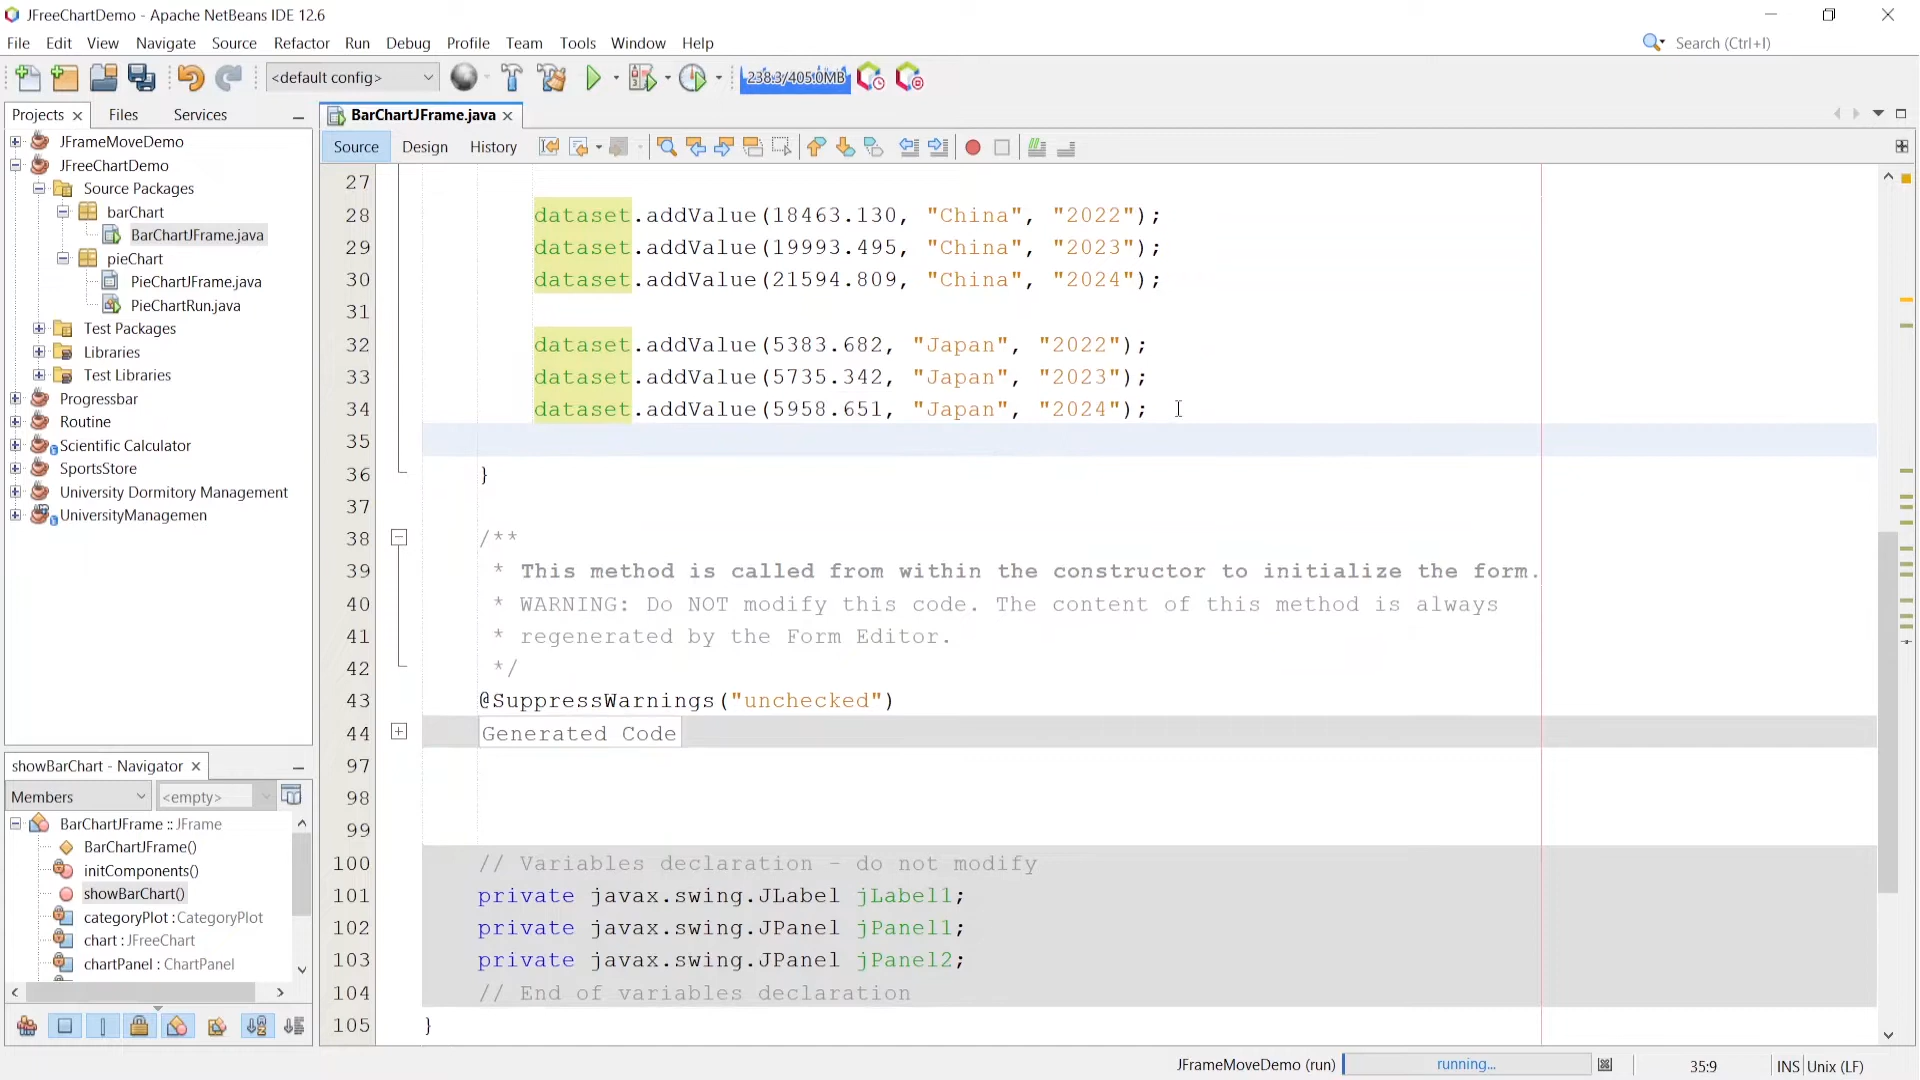 JFreeChartDemo - Apache NetBeans IDE 12.6
File Edit View Navigate Source Refactor Run Debug Profile Team Tools Window Help
Search (Ctrl+I)
<default config>
238.3/405.0MB
Projects Files Services
BarChartJFrame.java
Source Design History
JFrameMoveDemo
JFreeChartDemo
Source Packages
barChart
BarChartJFrame.java
pieChart
PieChartJFrame.java
PieChartRun.java
Test Packages
Libraries
Test Libraries
Progressbar
Routine
Scientific Calculator
SportsStore
University Dormitory Management
UniversityManagemen
showBarChart - Navigator
Members
<empty>
BarChartJFrame :: JFrame
BarChartJFrame()
initComponents()
showBarChart()
categoryPlot : CategoryPlot
chart : JFreeChart
chartPanel : ChartPanel
27
28 dataset.addValue(18463.130, "China", "2022");
29 dataset.addValue(19993.495, "China", "2023");
30 dataset.addValue(21594.809, "China", "2024");
31
32 dataset.addValue(5383.682, "Japan", "2022");
33 dataset.addValue(5735.342, "Japan", "2023");
34 dataset.addValue(5958.651, "Japan", "2024");
35
36 }
37
38 /**
39 * This method is called from within the constructor to initialize the form.
40 * WARNING: Do NOT modify this code. The content of this method is always
41 * regenerated by the Form Editor.
42 */
43 @SuppressWarnings("unchecked")
44 Generated Code
97
98
99
100 // Variables declaration - do not modify
101 private javax.swing.JLabel jLabel1;
102 private javax.swing.JPanel jPanel1;
103 private javax.swing.JPanel jPanel2;
104 // End of variables declaration
105 }
JFrameMoveDemo (run) running... 35:9 INS Unix (LF)